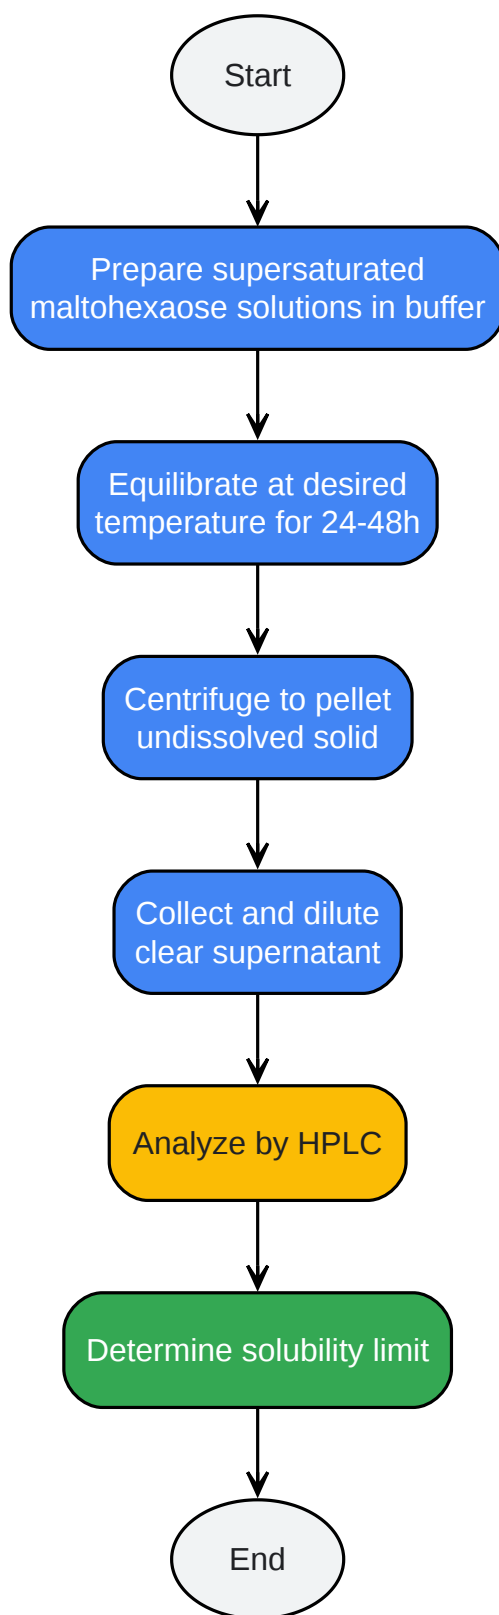 Start
Prepare supersaturated
maltohexaose solutions in buffer
Equilibrate at desired
temperature for 24-48h
Centrifuge to pellet
undissolved solid
Collect and dilute
clear supernatant
Analyze by HPLC
Determine solubility limit
End